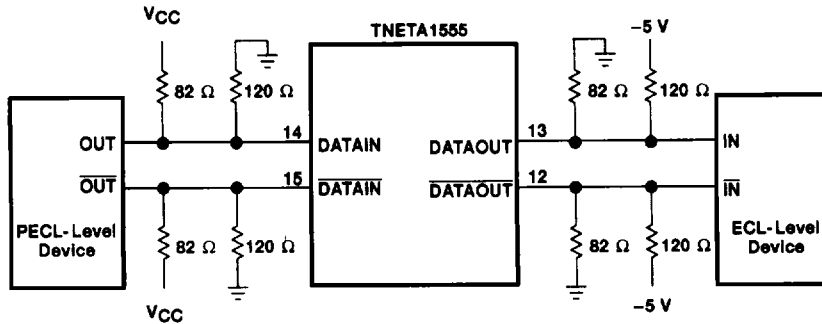 VCC
TNETA1555
–5 V
82 Ω
120 Ω
82 Ω
120 Ω
OUT
14
DATAIN
DATAOUT
13
IN
OUT
15
DATAIN
DATAOUT
12
IN
PECL-Level
Device
82 Ω
120 Ω
82 Ω
120 Ω
ECL-Level
Device
VCC
–5 V